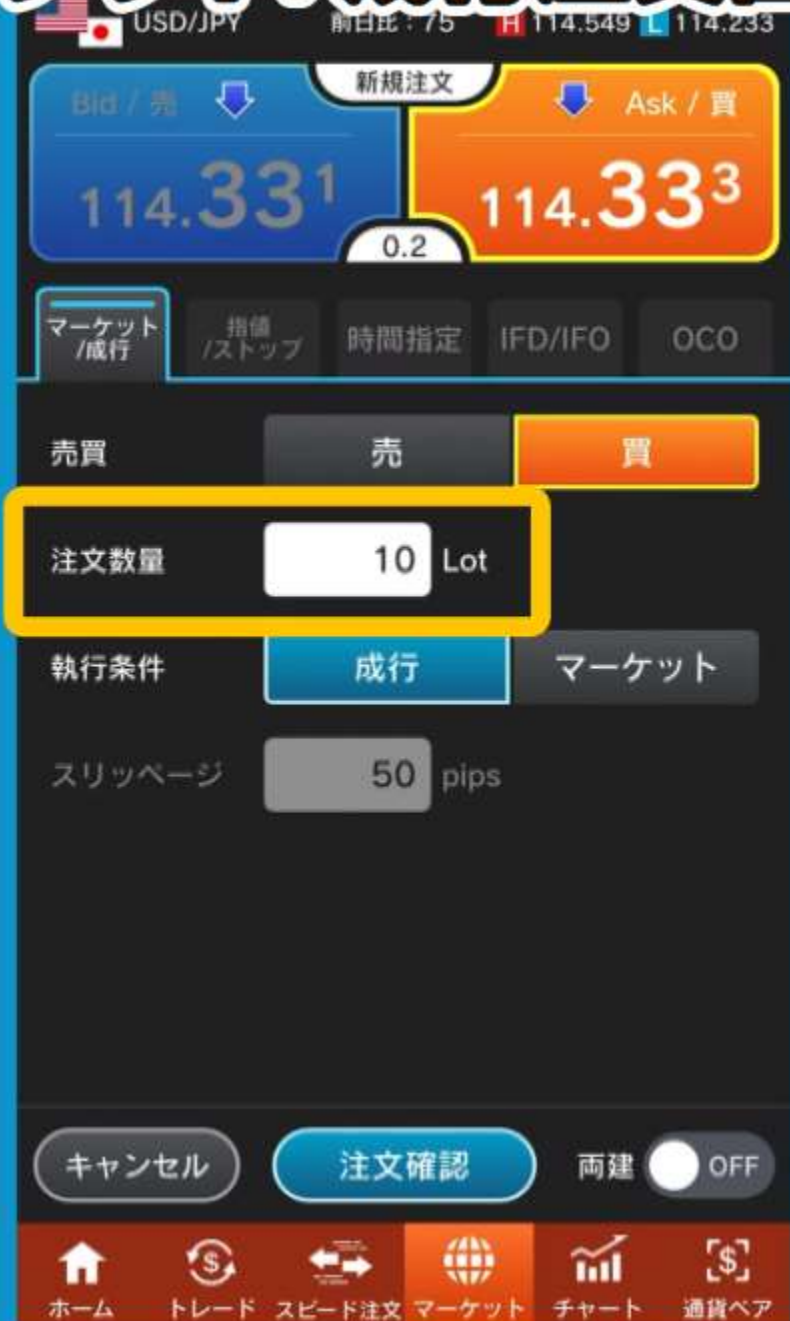 USD/JPY 前日比：75 H 114.549 L 114.233
新規注文
Bid / 売 Ask / 買
114.331 114.333
0.2
マーケット
/成行
指値
/ストップ
時間指定
IFD/IFO
OCO
売買 売 買
注文数量 10 Lot
執行条件 成行 マーケット
スリッページ 50 pips
キャンセル 注文確認 両建 OFF
ホーム トレード スピード注文 マーケット チャート 通貨ペア